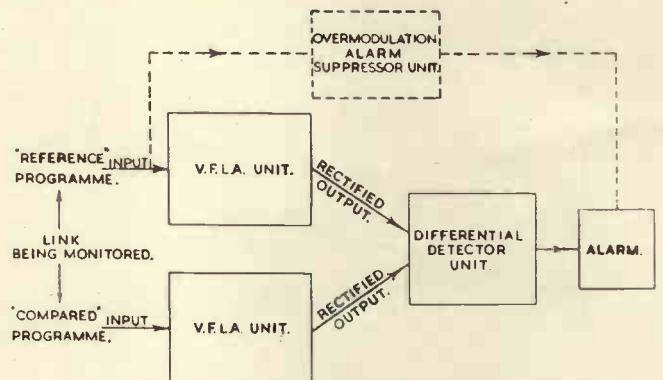 OVERMODULATION
ALARM
SUPPRESSOR UNIT.
"REFERENCE"
PROGRAMME.
INPUT
V.F.L.A. UNIT.
RECTIFIED
OUTPUT.
LINK
BEING MONITORED.
DIFFERENTIAL
DETECTOR
UNIT.
ALARM.
"COMPARED"
PROGRAMME.
INPUT
V.F.L.A. UNIT.
RECTIFIED
OUTPUT.